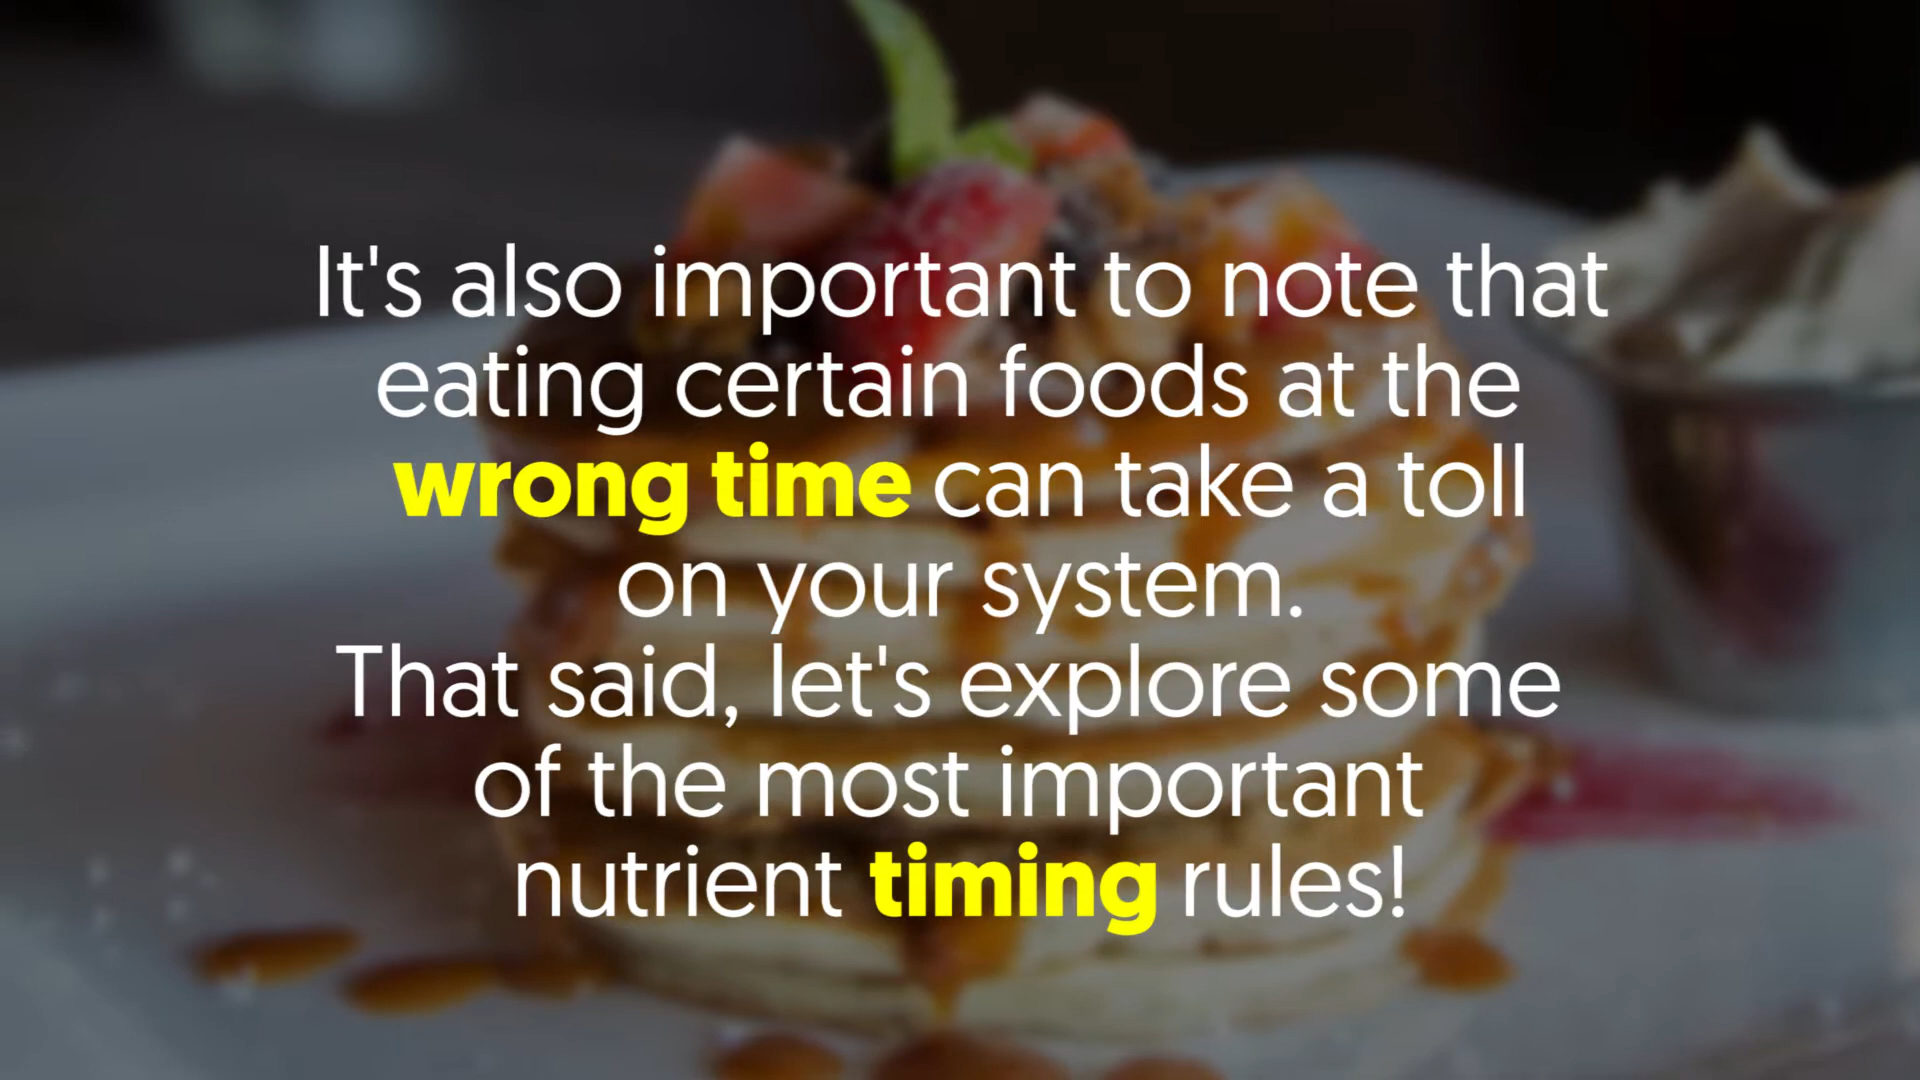 It's also important to note that
eating certain foods at the
wrong time can take a toll
on your system.
That said, let's explore some
of the most important
nutrient timing rules!